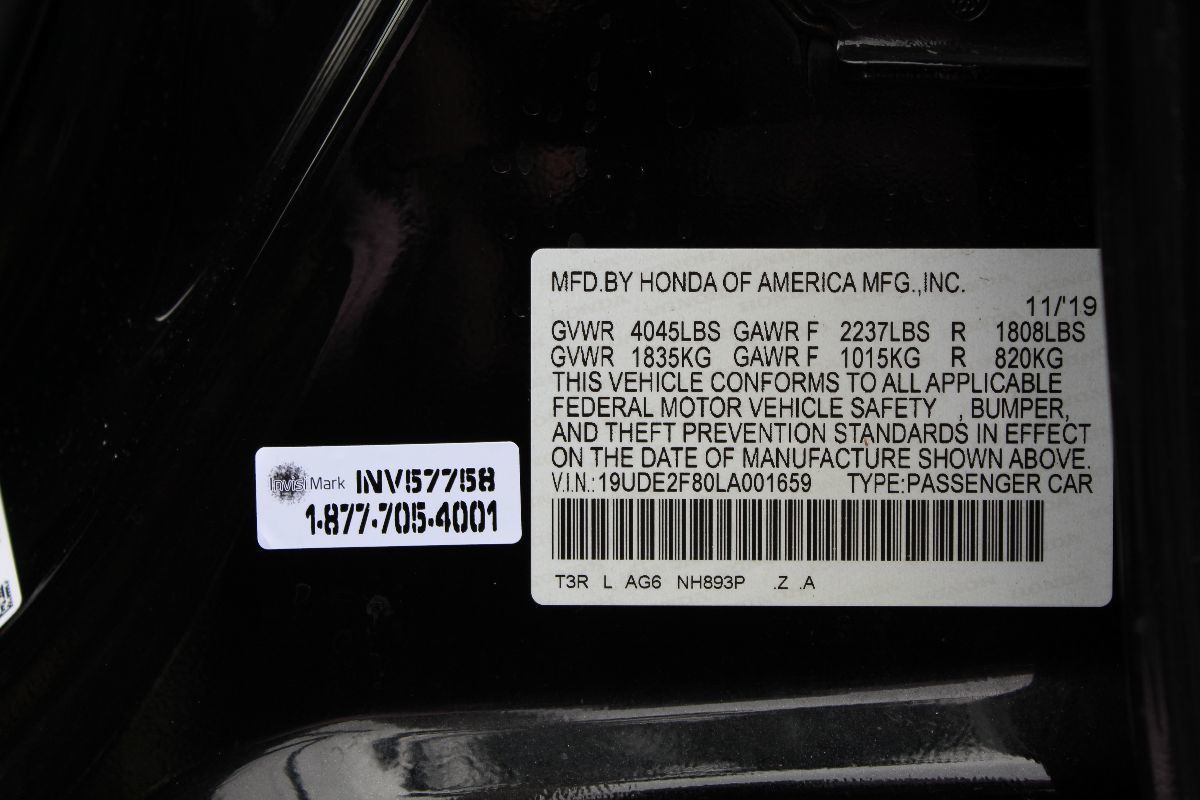 MFD.BY HONDA OF AMERICA MFG.,INC.
11/'19
GVWR 4045LBS GAWR F 2237LBS R 1808LBS
GVWR 1835KG GAWR F 1015KG R 820KG
THIS VEHICLE CONFORMS TO ALL APPLICABLE
FEDERAL MOTOR VEHICLE SAFETY , BUMPER,
AND THEFT PREVENTION STANDARDS IN EFFECT
ON THE DATE OF MANUFACTURE SHOWN ABOVE.
V.I.N.:19UDE2F80LA001659 TYPE:PASSENGER CAR
T3R L AG6 NH893P .Z .A
InvisiMark INV57758
1-877-705-4001